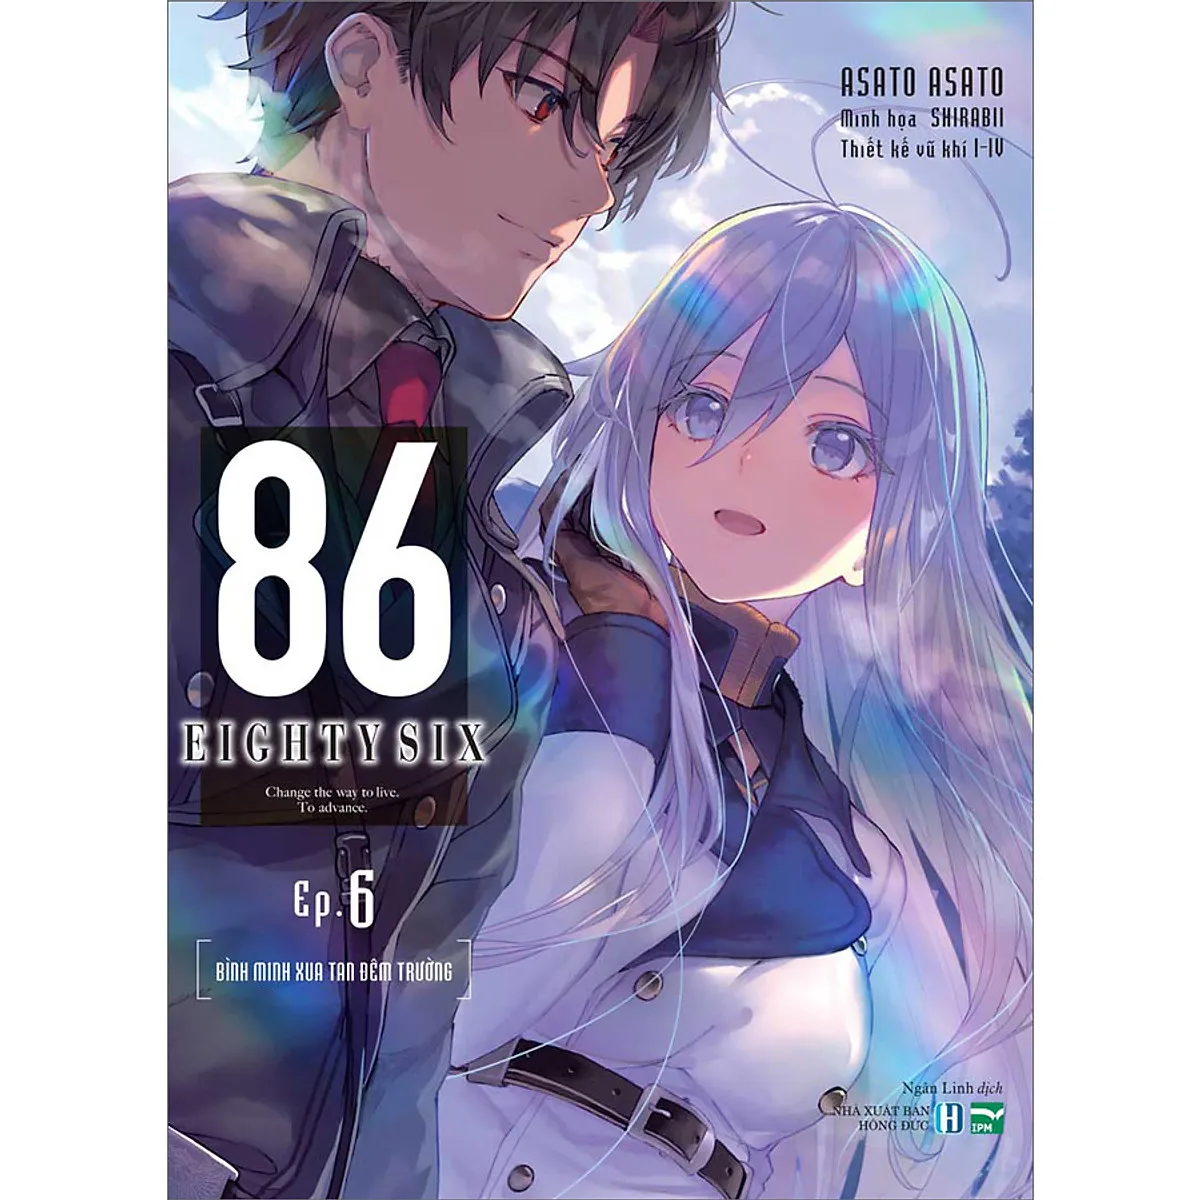 ASATO ASATO
Minh họa SHIRABII
Thiết kế vũ khí I-IV
86
EIGHTY SIX
Change the way to live.
To advance.
Ep.6
BÌNH MINH XUA TAN ĐÊM TRƯỜNG
Ngân Linh dịch
NHÀ XUẤT BẢN
HỒNG ĐỨC
H
IPM